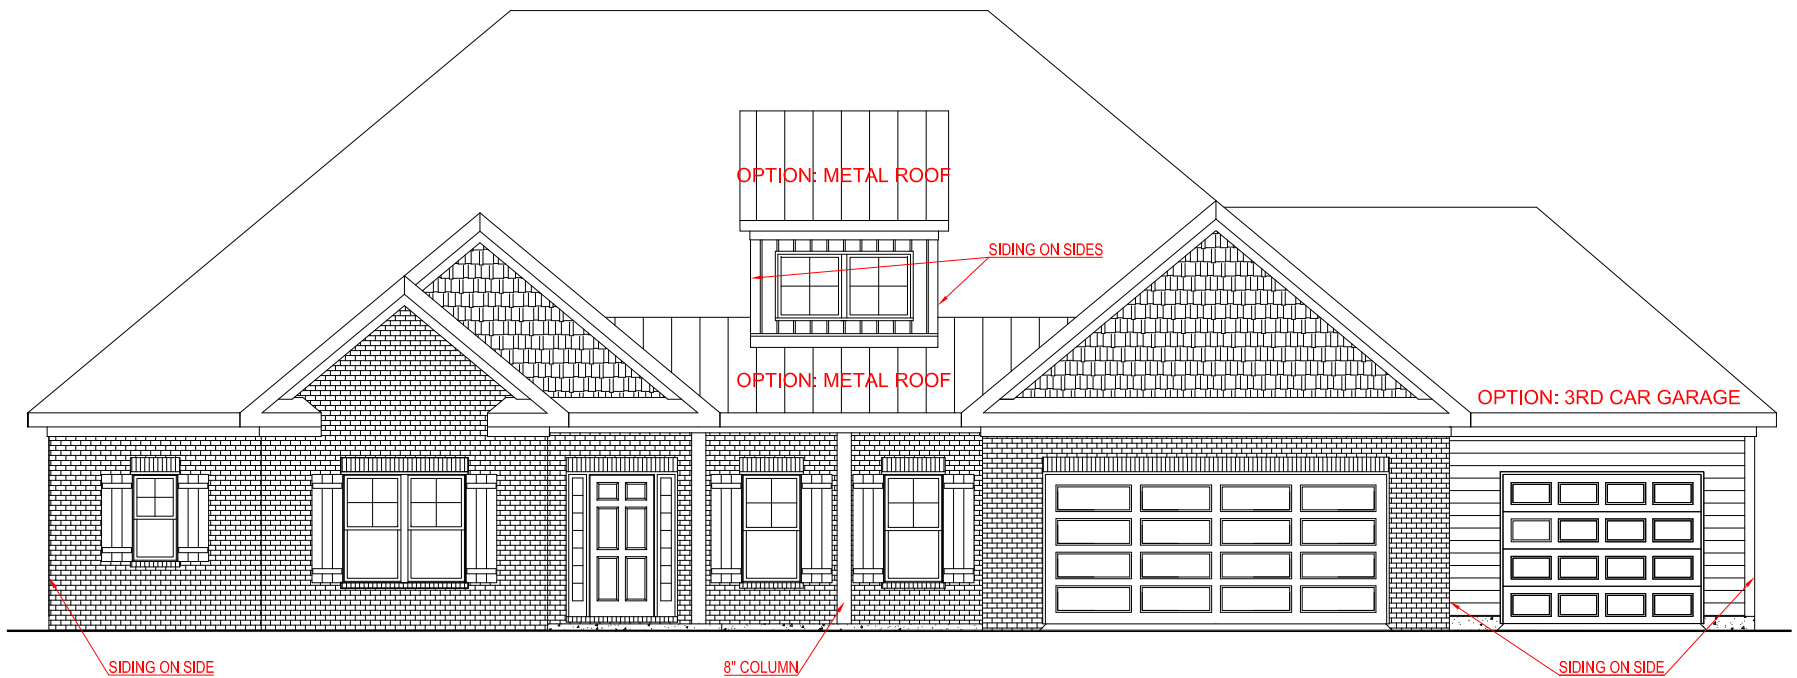 OPTION: METAL ROOF
SIDING ON SIDES
OPTION: METAL ROOF
OPTION: 3RD CAR GARAGE
SIDING ON SIDE
8" COLUMN
SIDING ON SIDE